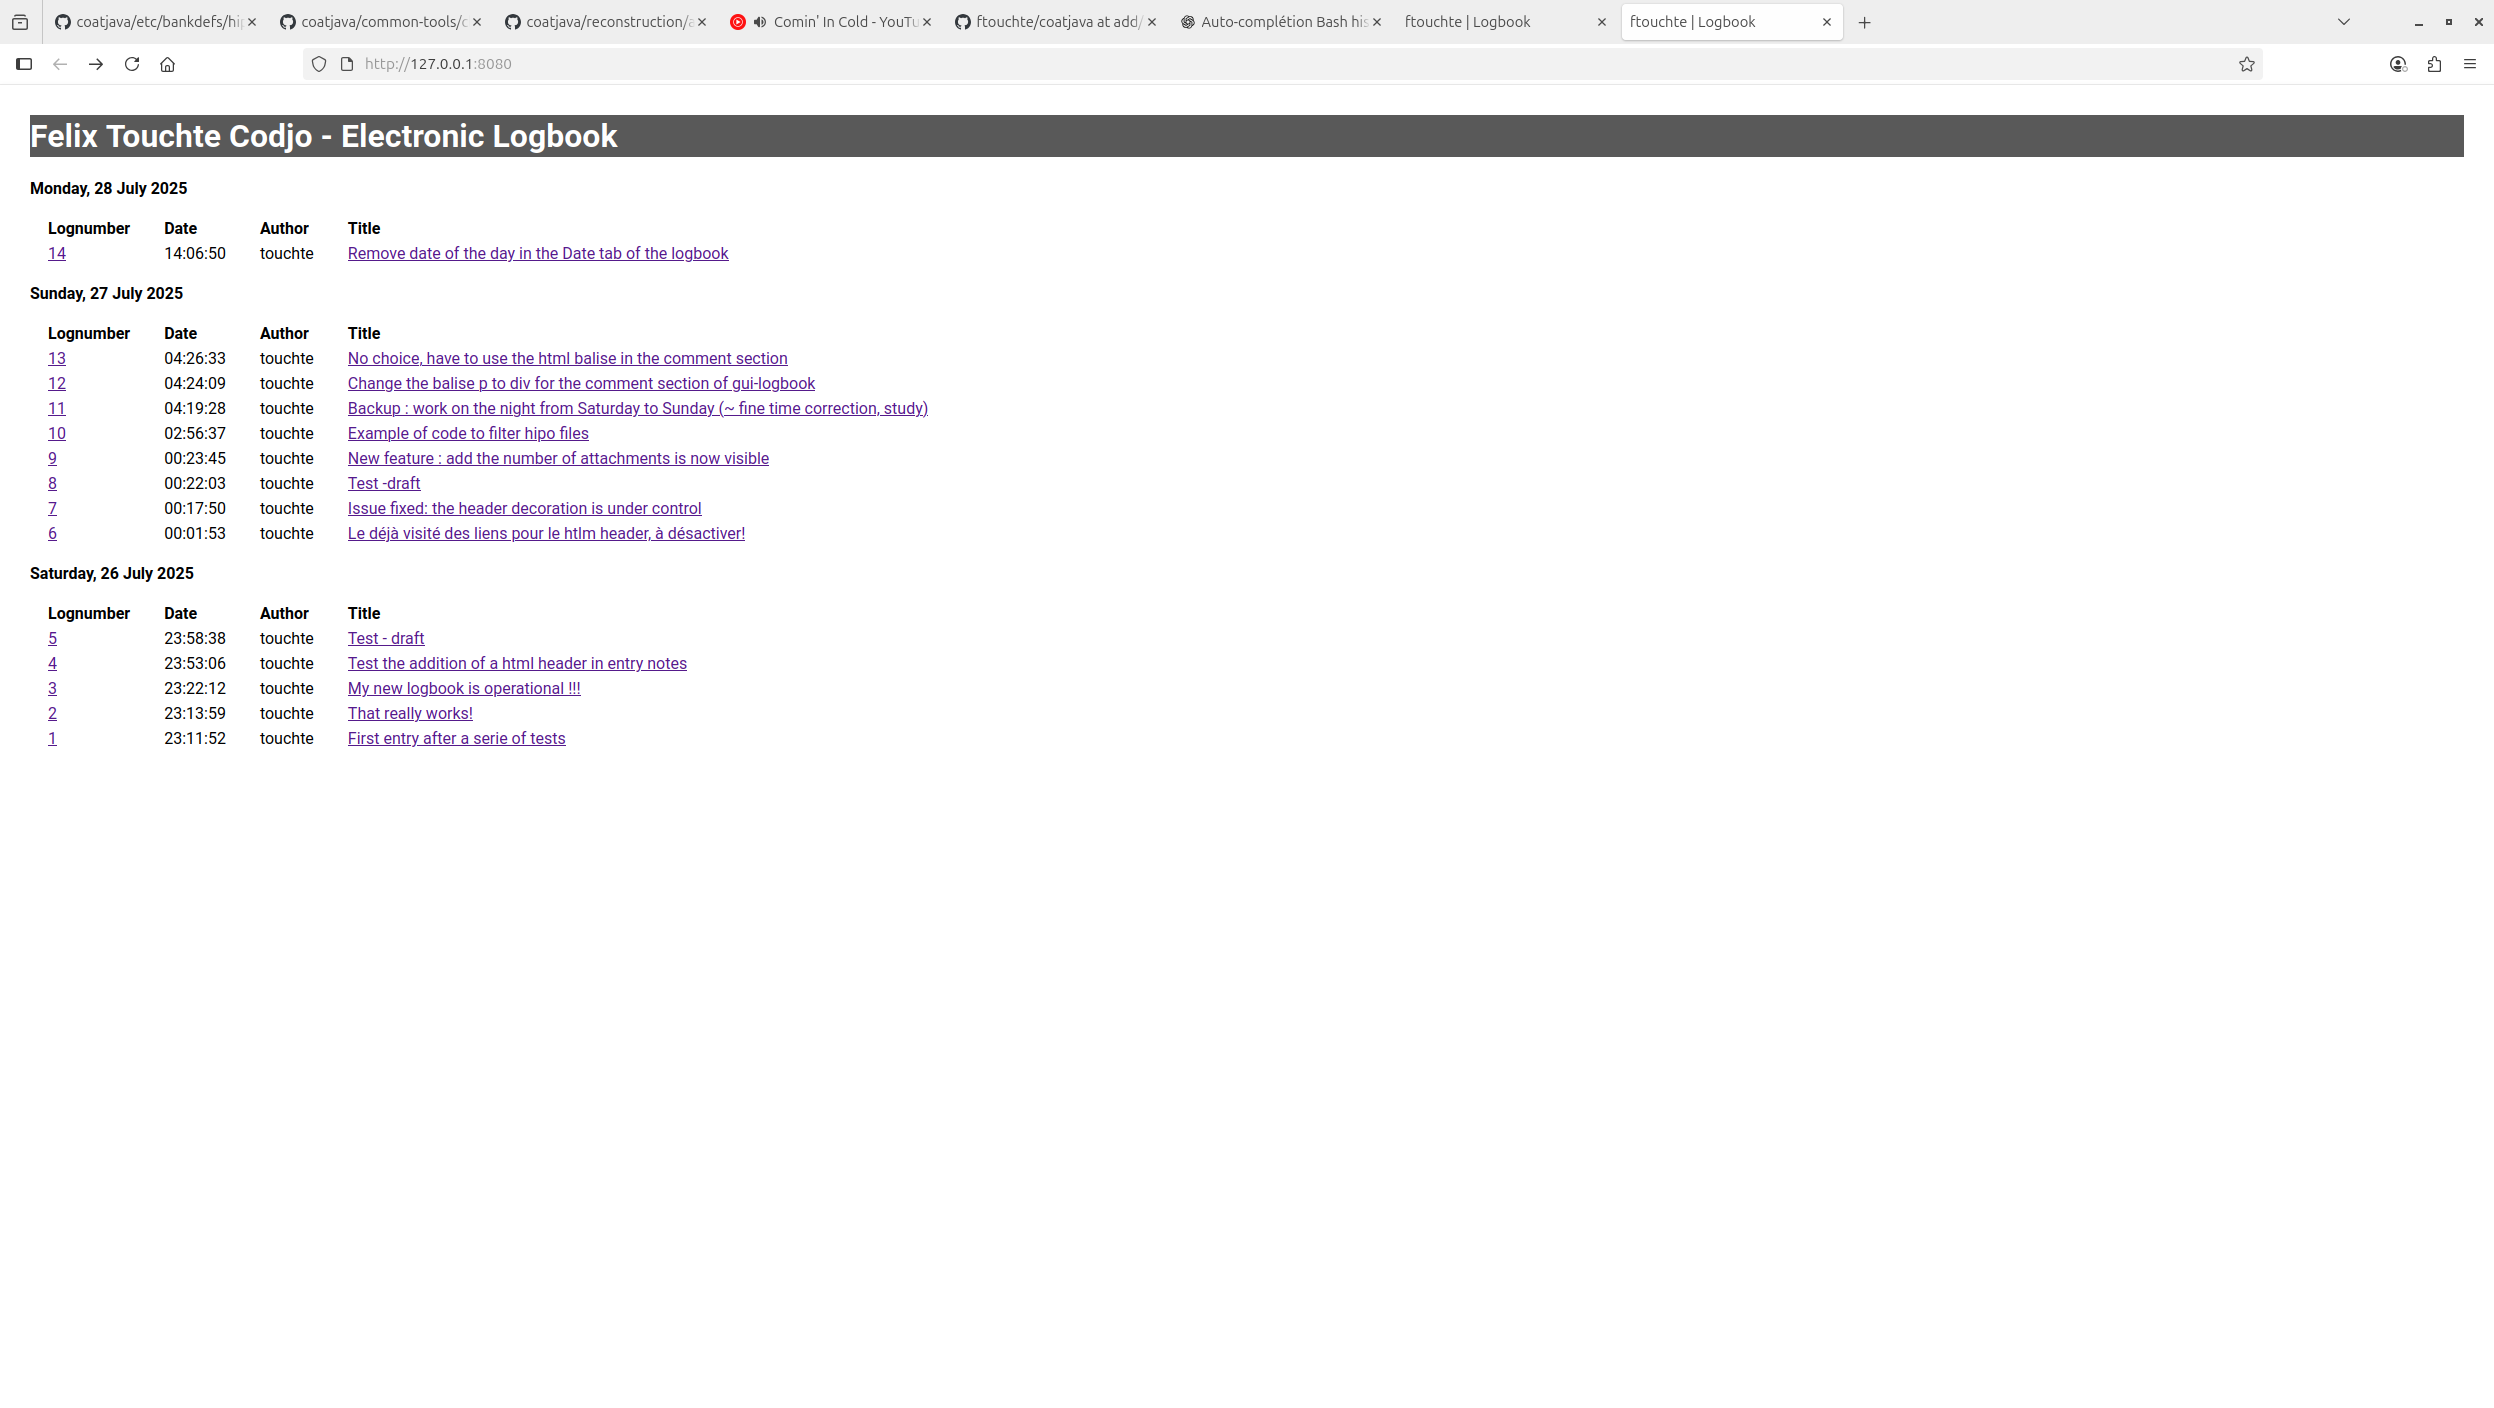 coatjava/etc/bankdefs/hi coatjava/common-tools/c coatjava/reconstruction/a Comin' In Cold - YouTu ftouchte/coatjava at add/ Auto-complétion Bash his ftouchte | Logbook ftouchte | Logbook
http://127.0.0.1:8080
Felix Touchte Codjo - Electronic Logbook
Monday, 28 July 2025
Lognumber Date Author Title
14 14:06:50 touchte Remove date of the day in the Date tab of the logbook
Sunday, 27 July 2025
Lognumber Date Author Title
13 04:26:33 touchte No choice, have to use the html balise in the comment section
12 04:24:09 touchte Change the balise p to div for the comment section of gui-logbook
11 04:19:28 touchte Backup : work on the night from Saturday to Sunday (~ fine time correction, study)
10 02:56:37 touchte Example of code to filter hipo files
9 00:23:45 touchte New feature : add the number of attachments is now visible
8 00:22:03 touchte Test -draft
7 00:17:50 touchte Issue fixed: the header decoration is under control
6 00:01:53 touchte Le déjà visité des liens pour le htlm header, à désactiver!
Saturday, 26 July 2025
Lognumber Date Author Title
5 23:58:38 touchte Test - draft
4 23:53:06 touchte Test the addition of a html header in entry notes
3 23:22:12 touchte My new logbook is operational !!!
2 23:13:59 touchte That really works!
1 23:11:52 touchte First entry after a serie of tests